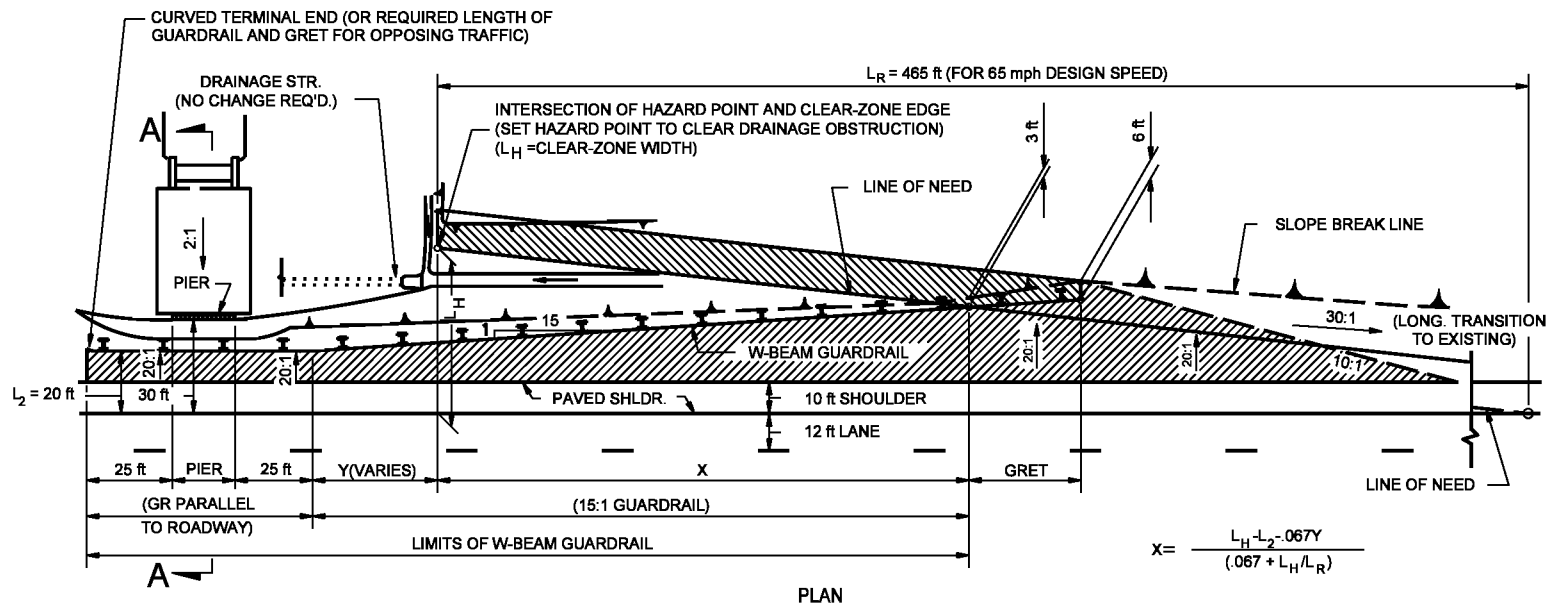 CURVED TERMINAL END (OR REQUIRED LENGTH OF
GUARDRAIL AND GRET FOR OPPOSING TRAFFIC)
L_R = 465 ft (FOR 65 mph DESIGN SPEED)
DRAINAGE STR.
(NO CHANGE REQ'D.)
INTERSECTION OF HAZARD POINT AND CLEAR-ZONE EDGE
(SET HAZARD POINT TO CLEAR DRAINAGE OBSTRUCTION)
(L_H =CLEAR-ZONE WIDTH)
A
3 ft
6 ft
LINE OF NEED
SLOPE BREAK LINE
2:1
PIER
L_H
1
15
W-BEAM GUARDRAIL
30:1
(LONG. TRANSITION
TO EXISTING)
20:1
20:1
20:1
20:1
10:1
L_2 = 20 ft
30 ft
PAVED SHLDR.
10 ft SHOULDER
12 ft LANE
25 ft
PIER
25 ft
Y(VARIES)
X
GRET
LINE OF NEED
(GR PARALLEL
TO ROADWAY)
(15:1 GUARDRAIL)
LIMITS OF W-BEAM GUARDRAIL
X= L_H-L_2-.067Y
(.067 + L_H/L_R)
A
PLAN